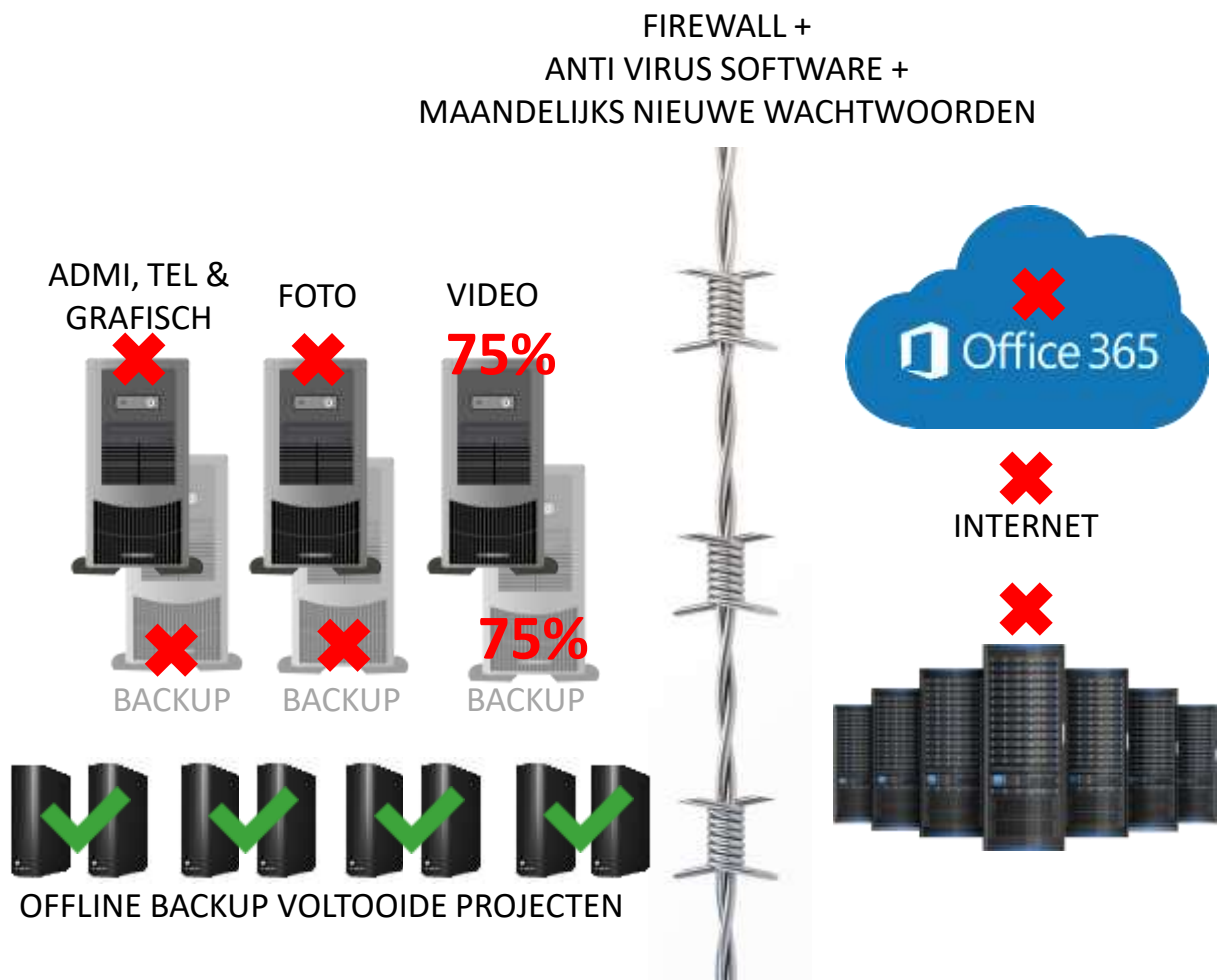 FIREWALL +
ANTI VIRUS SOFTWARE +
MAANDELIJKS NIEUWE WACHTWOORDEN
ADMI, TEL &
GRAFISCH
FOTO
VIDEO
75%
Office 365
INTERNET
75%
BACKUP
BACKUP
BACKUP
OFFLINE BACKUP VOLTOOIDE PROJECTEN